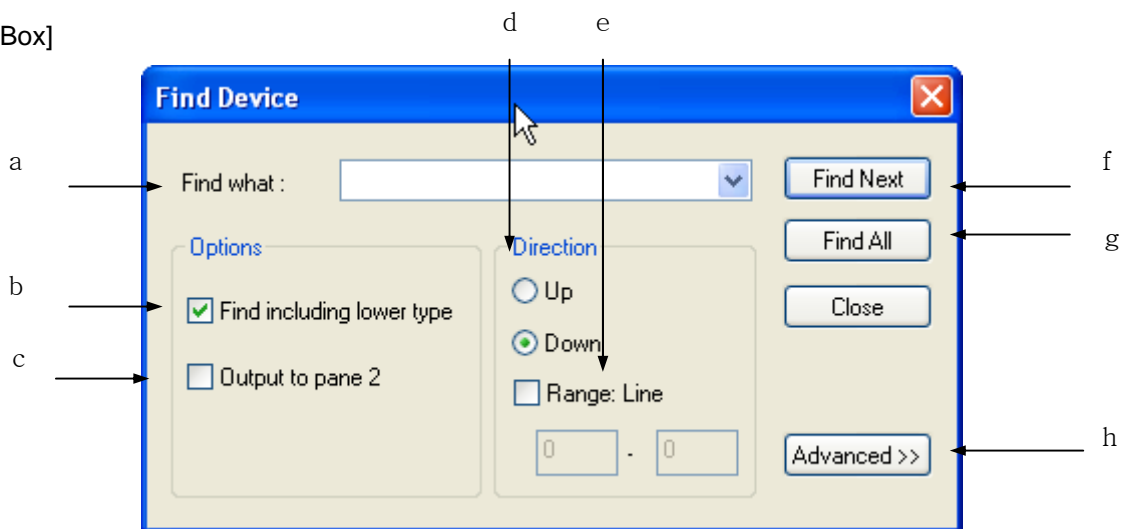 Box]
d e
Find Device
a
Find what :
Find Next
f
Options
Direction
Find All
g
b
Find including lower type
Up
Close
Down
c
Output to pane 2
Range: Line
0 - 0
Advanced >>
h